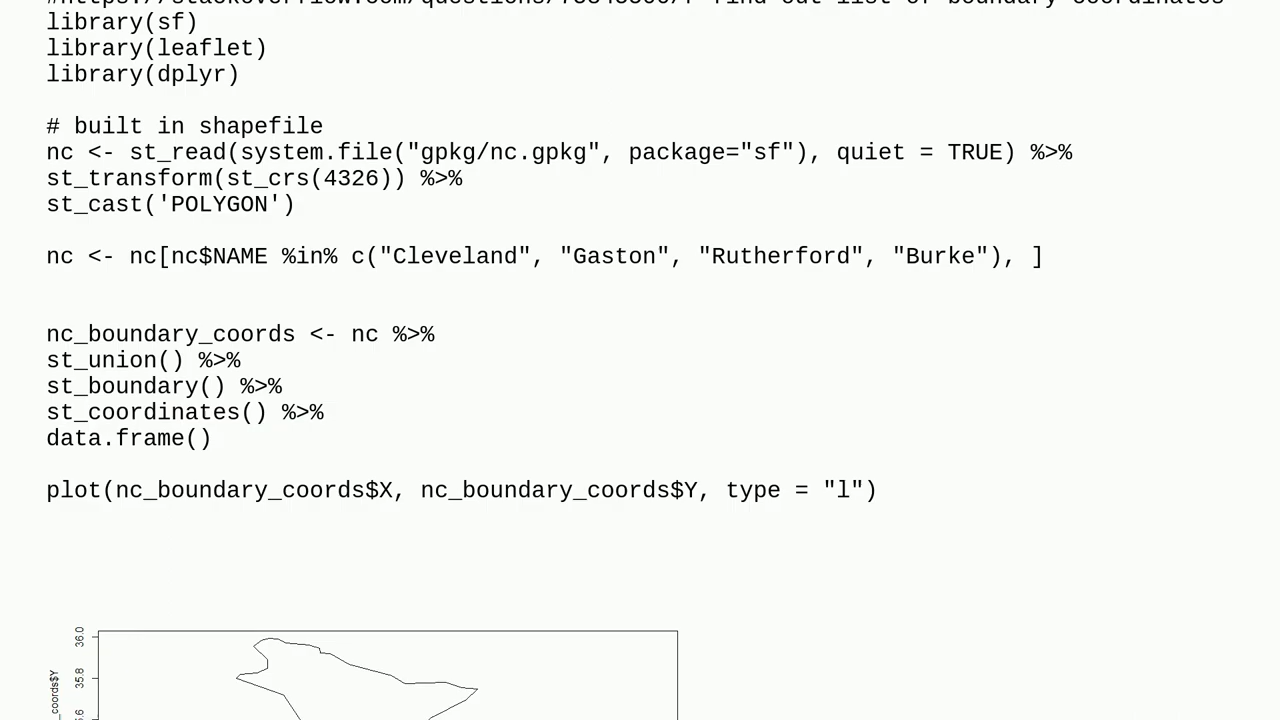 library(sf)
library(leaflet)
library(dplyr)
# built in shapefile
nc <- st_read(system.file("gpkg/nc.gpkg", package="sf"), quiet = TRUE) %>%
st_transform(st_crs(4326)) %>%
st_cast('POLYGON')
nc <- nc[nc$NAME %in% c("Cleveland", "Gaston", "Rutherford", "Burke"), ]
nc_boundary_coords <- nc %>%
st_union() %>%
st_boundary() %>%
st_coordinates() %>%
data.frame()
plot(nc_boundary_coords$X, nc_boundary_coords$Y, type = "l")
36.0
35.8